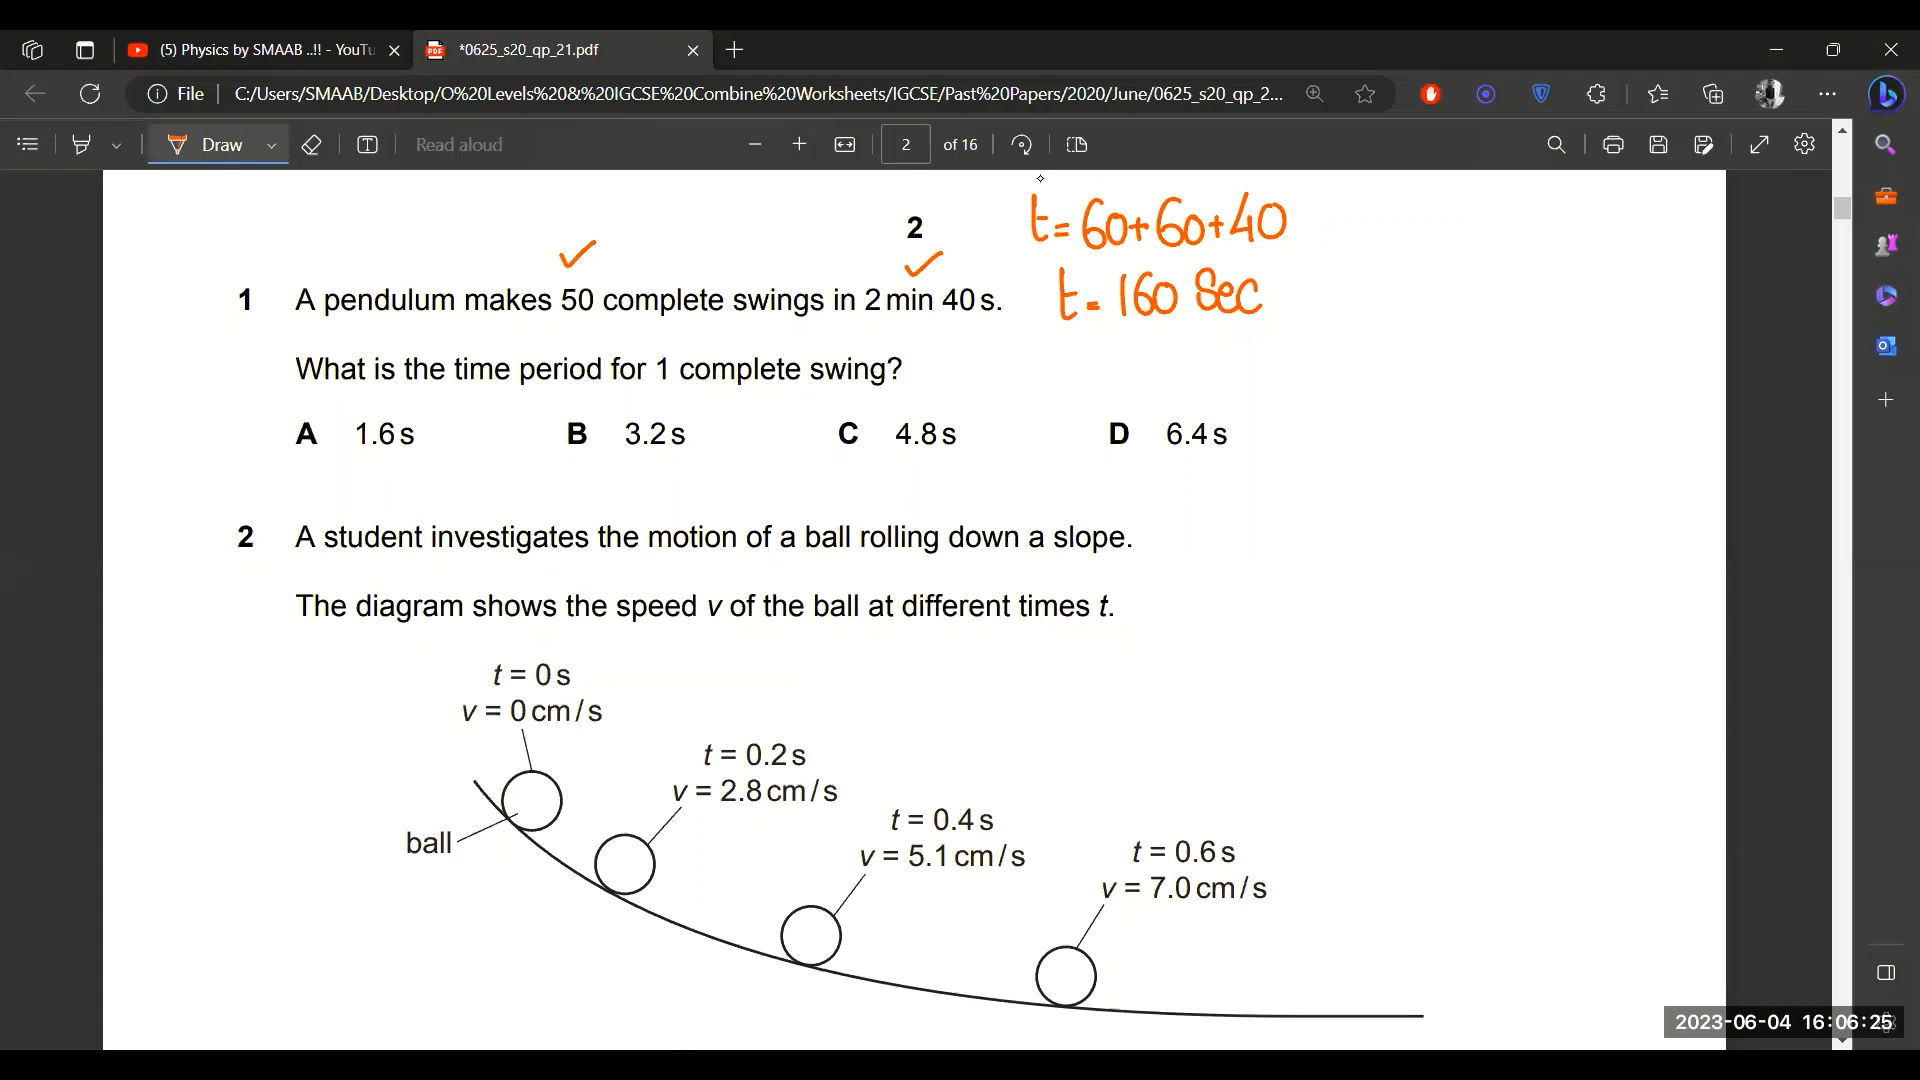 (5) Physics by SMAAB ..!! - YouTu
*0625_s20_qp_21.pdf
File
C:/Users/SMAAB/Desktop/O%20Levels%20&%20IGCSE%20Combine%20Worksheets/IGCSE/Past%20Papers/2020/June/0625_s20_qp_2...
Draw
Read aloud
2 of 16
2
t = 60+60+40
t = 160 Sec
1 A pendulum makes 50 complete swings in 2 min 40 s.
What is the time period for 1 complete swing?
A 1.6 s B 3.2 s C 4.8 s D 6.4 s
2 A student investigates the motion of a ball rolling down a slope.
The diagram shows the speed v of the ball at different times t.
t = 0 s
v = 0 cm / s
t = 0.2 s
v = 2.8 cm / s
t = 0.4 s
v = 5.1 cm / s
t = 0.6 s
v = 7.0 cm / s
ball
2023-06-04 16:06:25